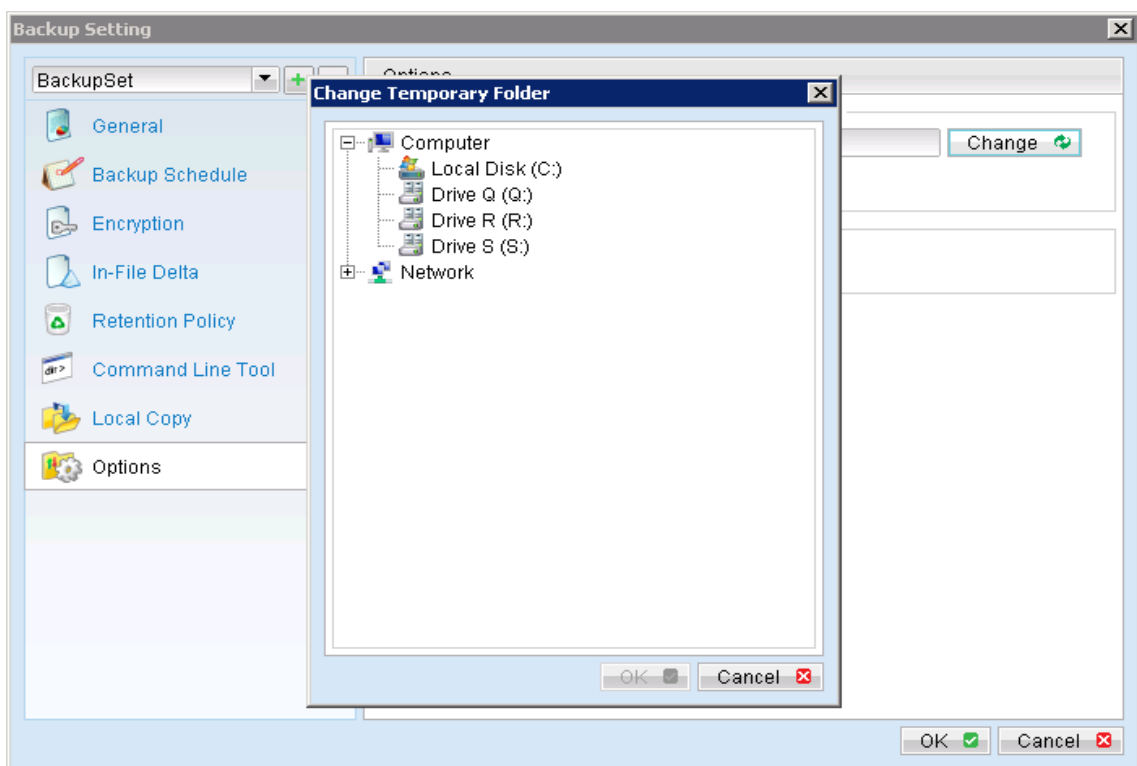 Backup Setting
BackupSet
General
Backup Schedule
Encryption
In-File Delta
Retention Policy
dir>
Command Line Tool
Local Copy
Options
Options
Change
Change Temporary Folder
Computer
Local Disk (C:)
Drive Q (Q:)
Drive R (R:)
Drive S (S:)
Network
OK
Cancel
OK
Cancel